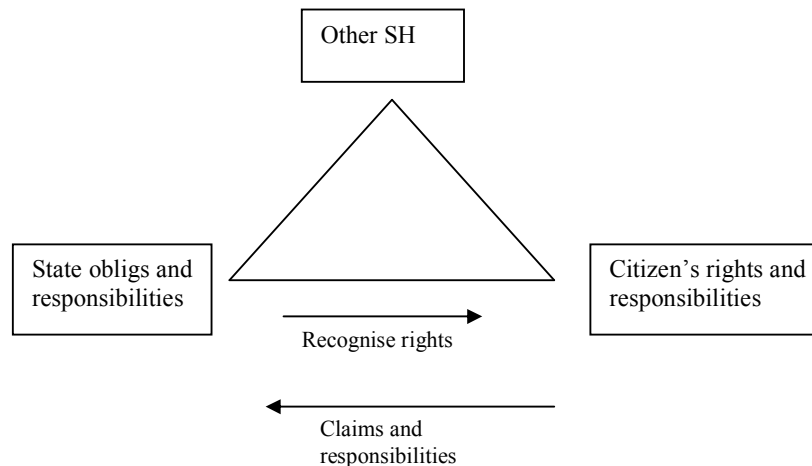 Other SH
State obligs and
responsibilities
Citizen’s rights and
responsibilities
Recognise rights
Claims and
responsibilities